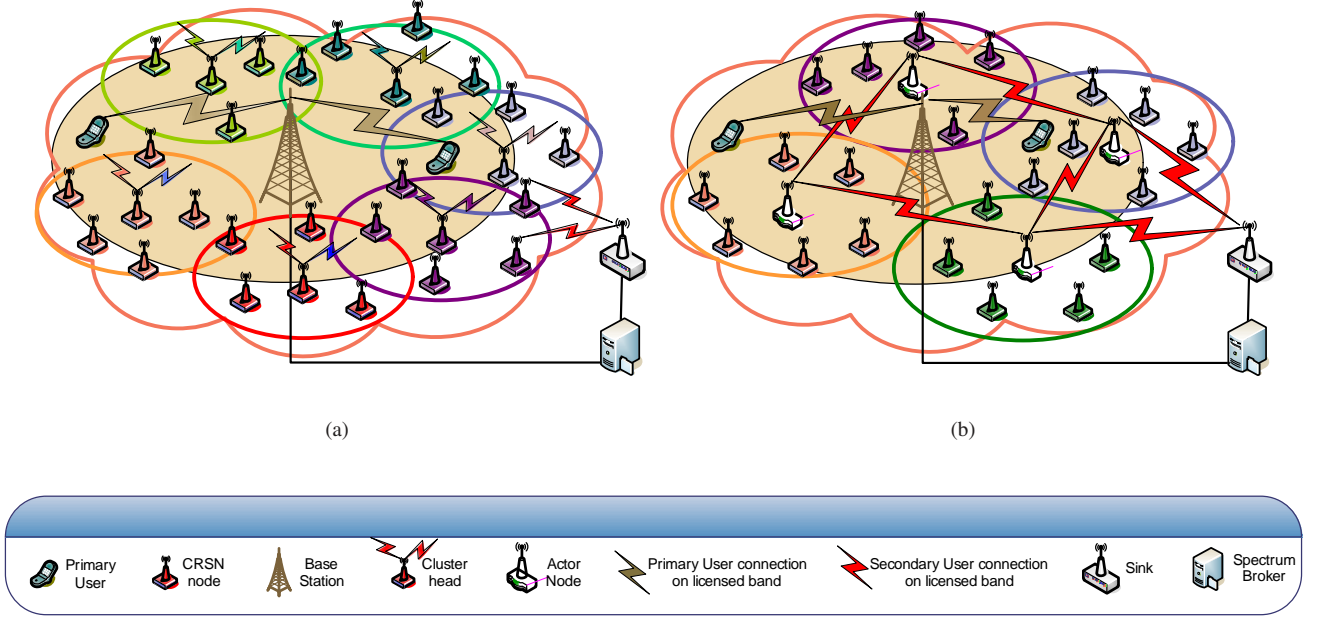 (a)
(b)
Primary
User
CRSN
node
Base
Station
Cluster
head
Actor
Node
Primary User connection
on licensed band
Secondary User connection
on licensed band
Sink
Spectrum
Broker